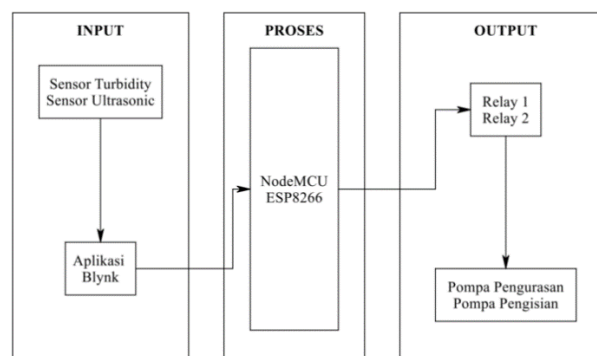 INPUT
Sensor Turbidity
Sensor Ultrasonic
Aplikasi
Blynk
PROSES
NodeMCU
ESP8266
OUTPUT
Relay 1
Relay 2
Pompa Pengurasan
Pompa Pengisian